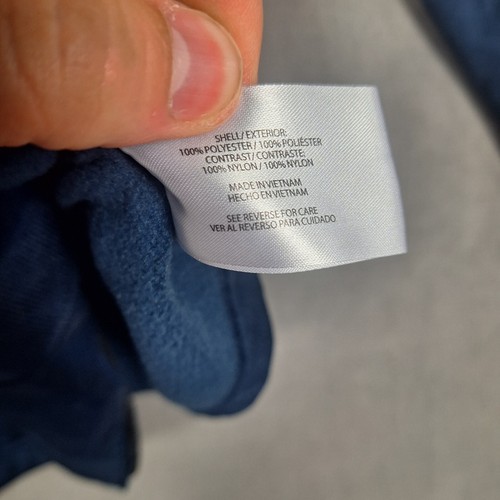 SHELL / EXTERIOR:
100% POLYESTER / 100% POLIÉSTER
CONTRAST / CONTRASTE:
100% NYLON / 100% NYLON
MADE IN VIETNAM
HECHO EN VIETNAM
SEE REVERSE FOR CARE
VER AL REVERSO PARA CUIDADO